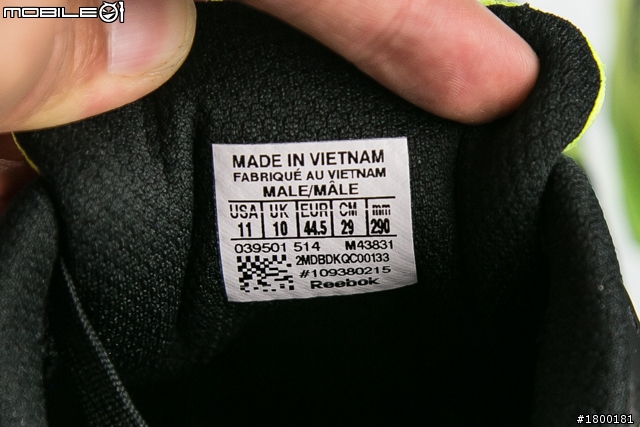 MOBILE01
MADE IN VIETNAM
FABRIQUÉ AU VIETNAM
MALE/MÂLE
USA UK EUR CM mm
11 10 44.5 29 290
039501 514 M43831
2MDBDKQC00133
#109380215
Reebok
#1800181